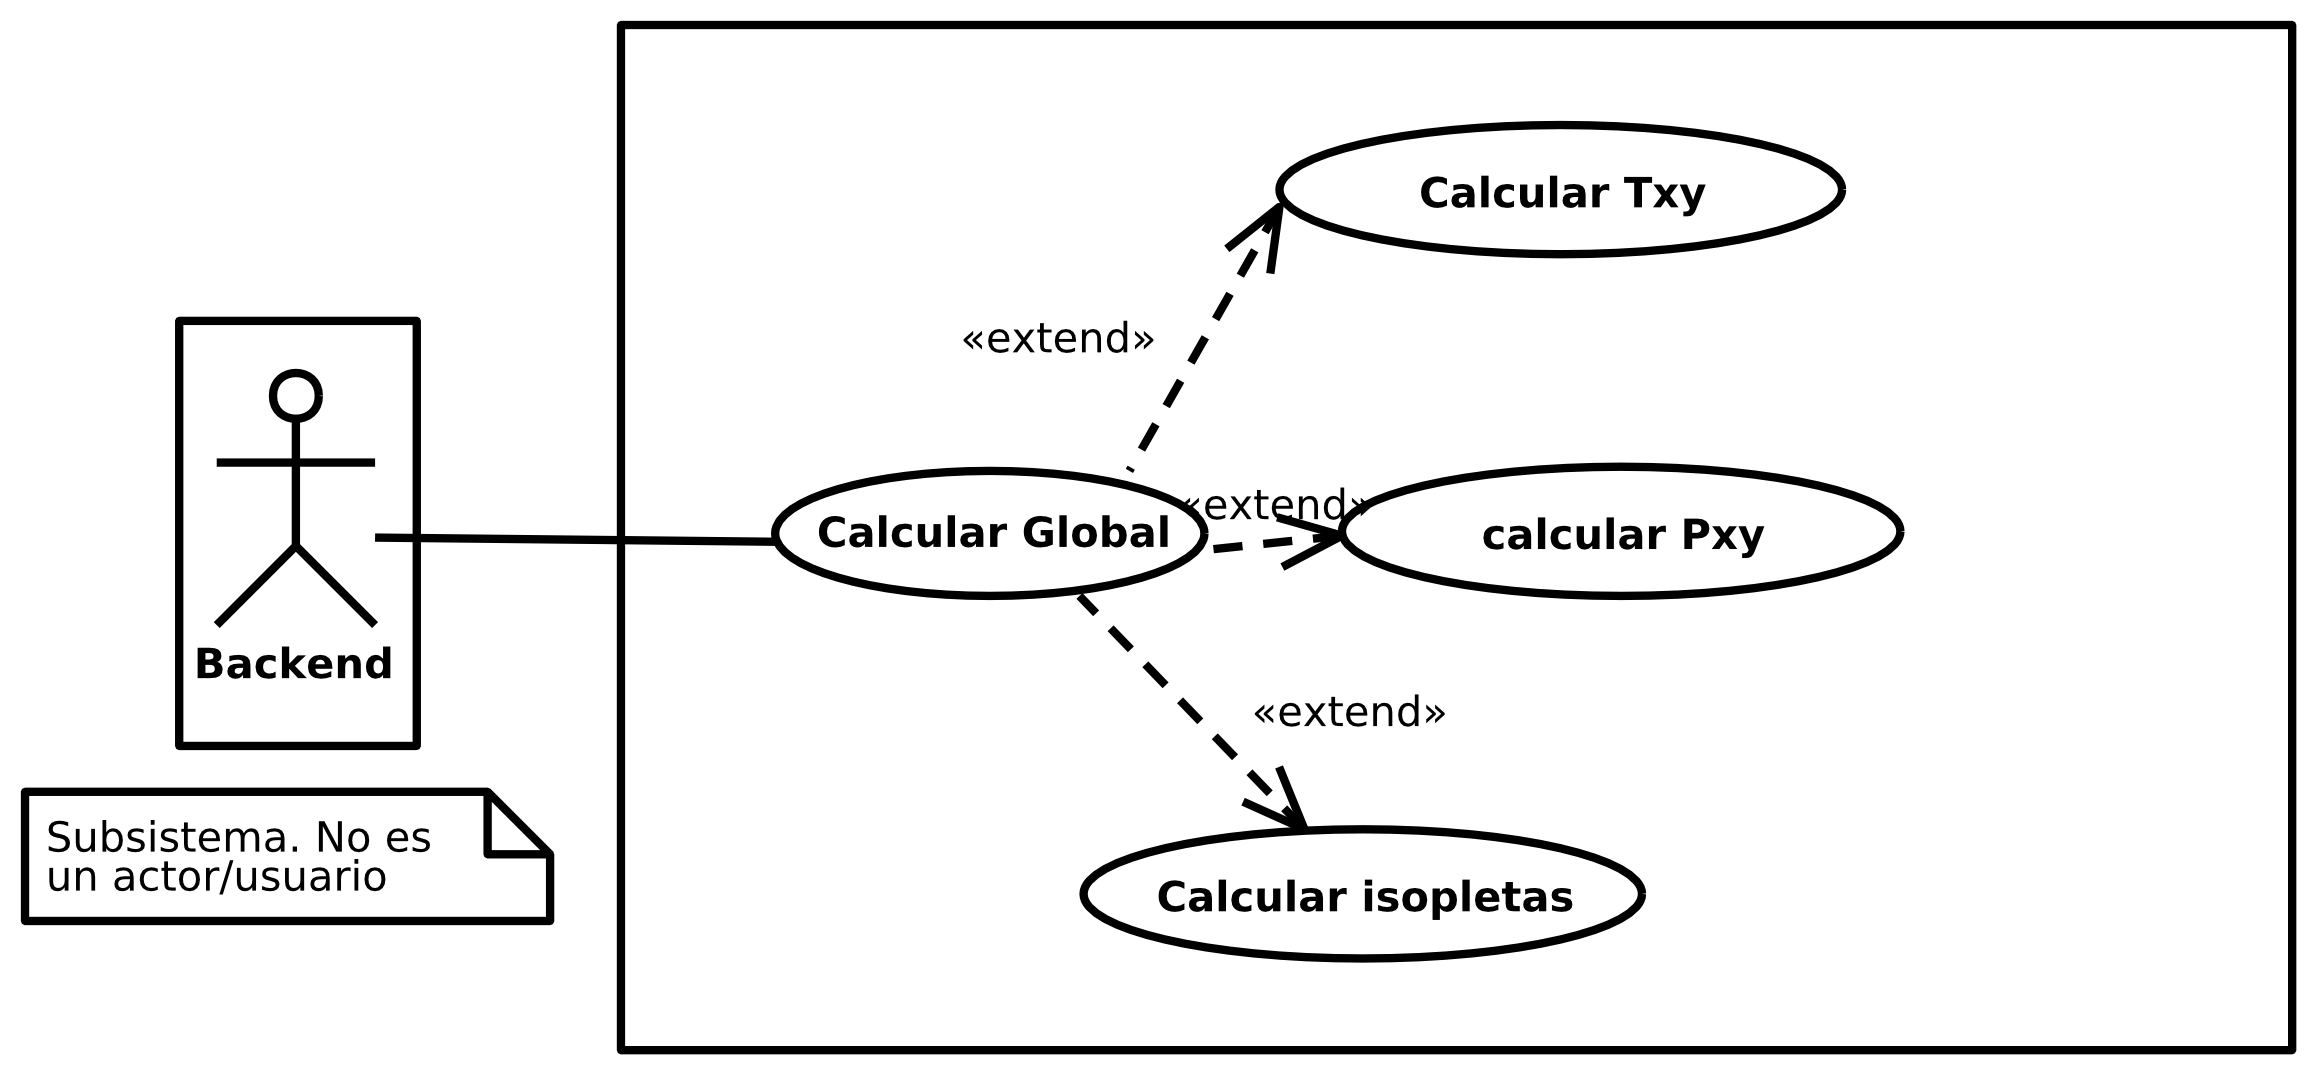 Calcular Txy
«extend»
«extend»
Calcular Global
calcular Pxy
Backend
«extend»
Subsistema. No es
un actor/usuario
Calcular isopletas